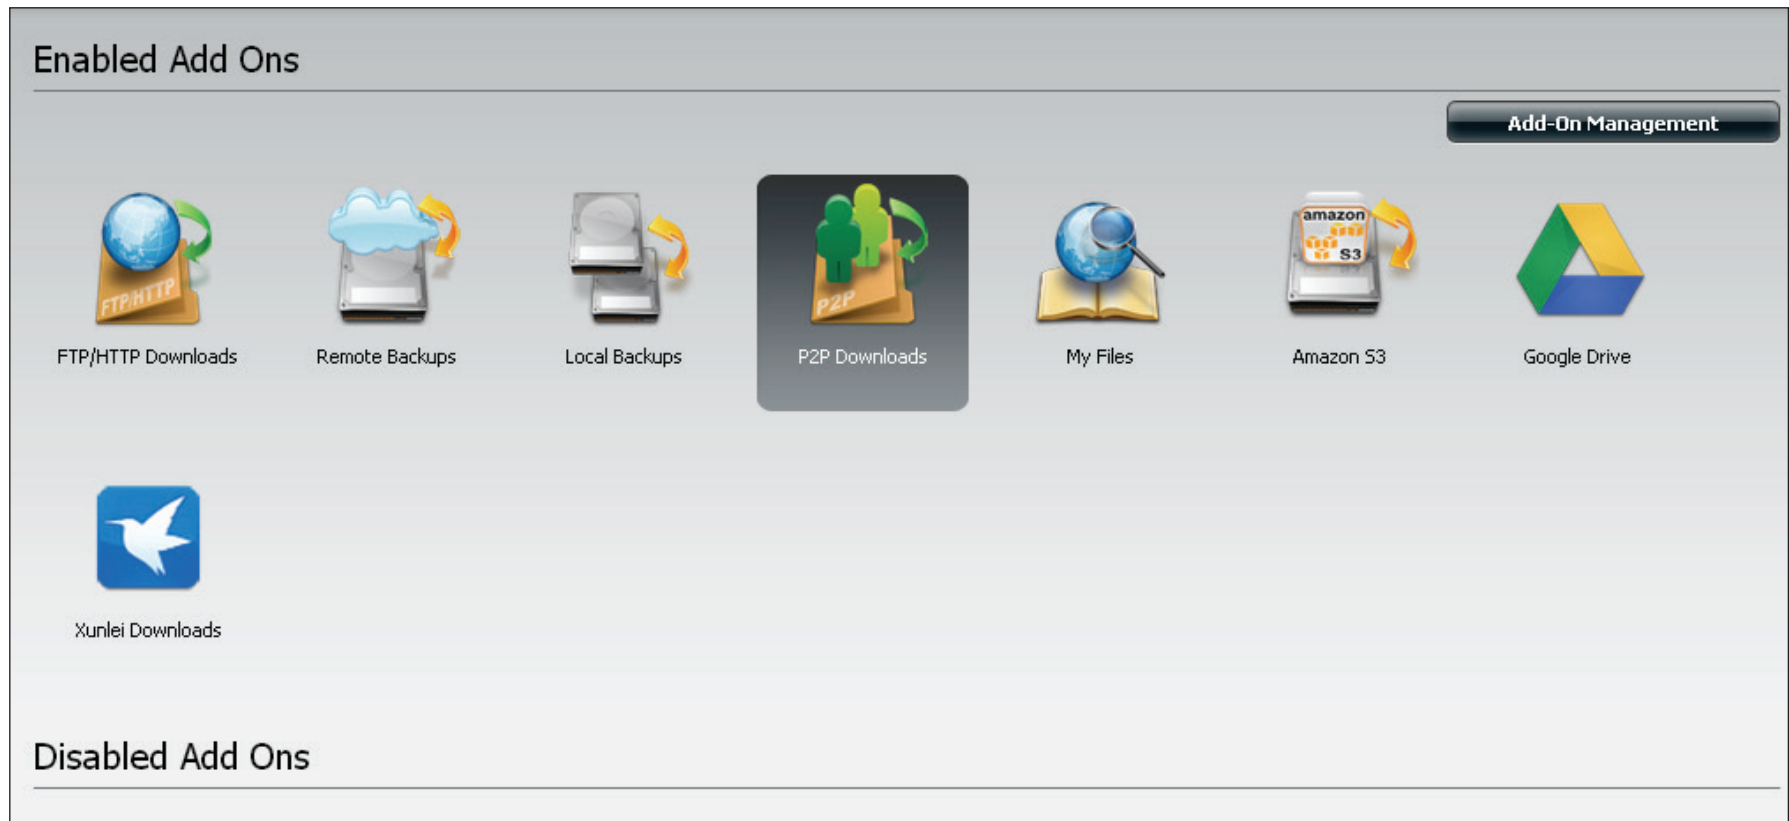 Enabled Add Ons
Add-On Management
FTP/HTTP
P2P
amazon
S3
FTP/HTTP Downloads
Remote Backups
Local Backups
P2P Downloads
My Files
Amazon S3
Google Drive
Xunlei Downloads
Disabled Add Ons